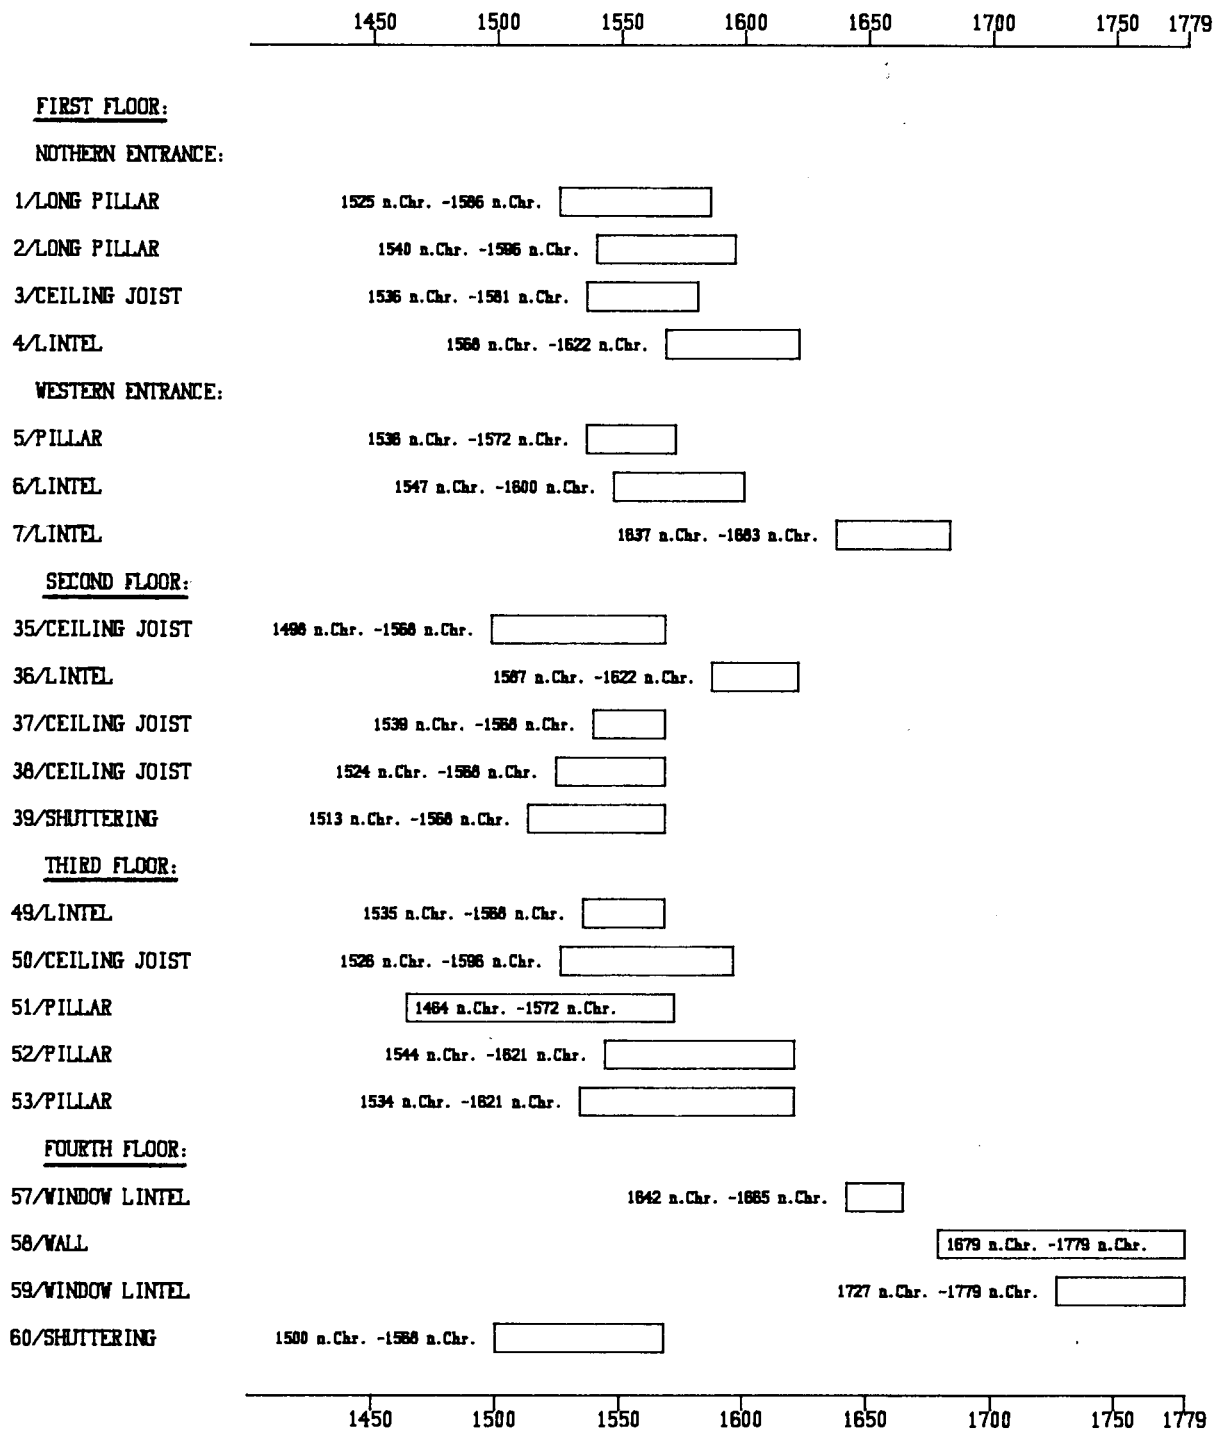 1450 1500 1550 1600 1650 1700 1750 1779
FIRST FLOOR:
NOTHERN ENTRANCE:
1/LONG PILLAR 1525 n.Chr. -1586 n.Chr.
2/LONG PILLAR 1540 n.Chr. -1596 n.Chr.
3/CEILING JOIST 1536 n.Chr. -1581 n.Chr.
4/LINTEL 1568 n.Chr. -1622 n.Chr.
WESTERN ENTRANCE:
5/PILLAR 1536 n.Chr. -1572 n.Chr.
6/LINTEL 1547 n.Chr. -1600 n.Chr.
7/LINTEL 1637 n.Chr. -1683 n.Chr.
SECOND FLOOR:
35/CEILING JOIST 1498 n.Chr. -1568 n.Chr.
36/LINTEL 1587 n.Chr. -1622 n.Chr.
37/CEILING JOIST 1539 n.Chr. -1568 n.Chr.
38/CEILING JOIST 1524 n.Chr. -1568 n.Chr.
39/SHUTTERING 1513 n.Chr. -1568 n.Chr.
THIRD FLOOR:
49/LINTEL 1535 n.Chr. -1568 n.Chr.
50/CEILING JOIST 1526 n.Chr. -1596 n.Chr.
51/PILLAR 1464 n.Chr. -1572 n.Chr.
52/PILLAR 1544 n.Chr. -1621 n.Chr.
53/PILLAR 1534 n.Chr. -1621 n.Chr.
FOURTH FLOOR:
57/WINDOW LINTEL 1642 n.Chr. -1665 n.Chr.
58/WALL 1679 n.Chr. -1779 n.Chr.
59/WINDOW LINTEL 1727 n.Chr. -1779 n.Chr.
60/SHUTTERING 1500 n.Chr. -1568 n.Chr.
1450 1500 1550 1600 1650 1700 1750 1779